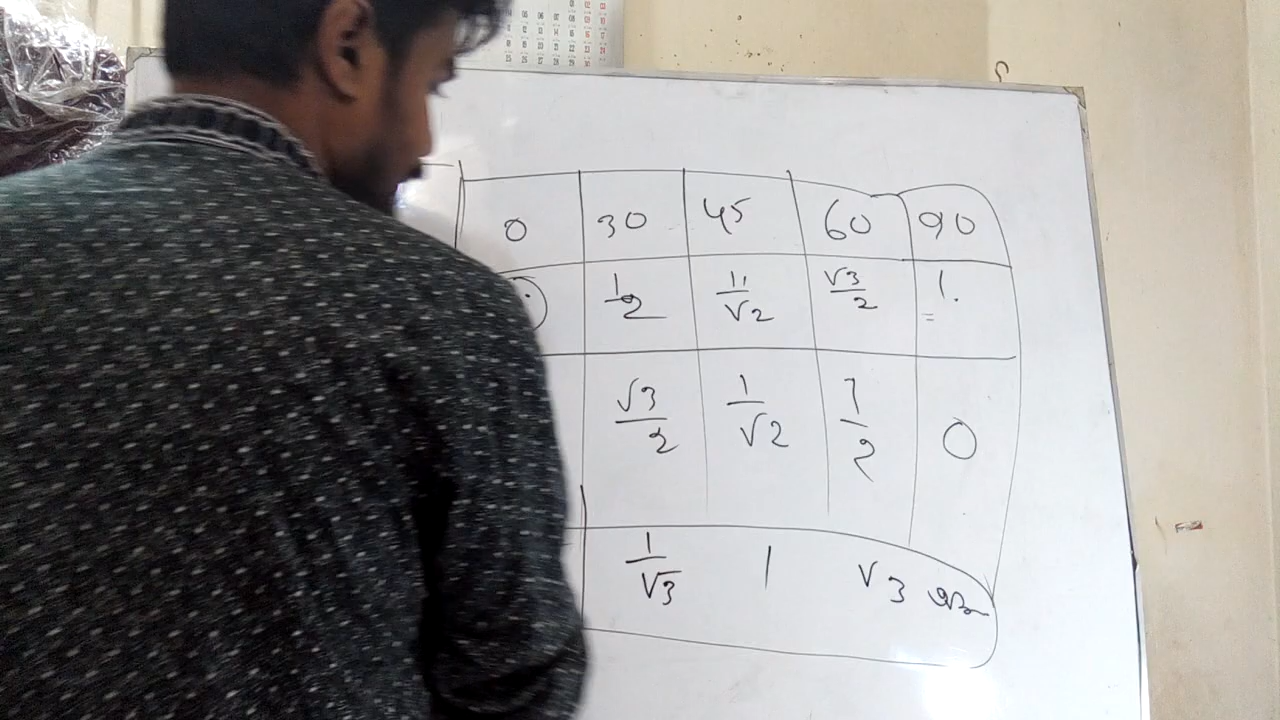 0 30 45 60 90
1/2 11/√2 √3/2 1.
√3/2 1/√2 1/2 0
1/√3 1 √3